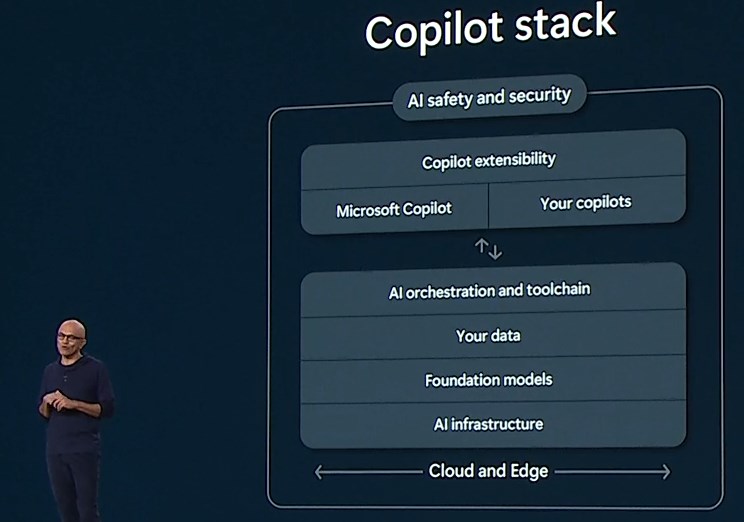 Copilot stack
AI safety and security
Copilot extensibility
Microsoft Copilot
Your copilots
AI orchestration and toolchain
Your data
Foundation models
AI infrastructure
Cloud and Edge